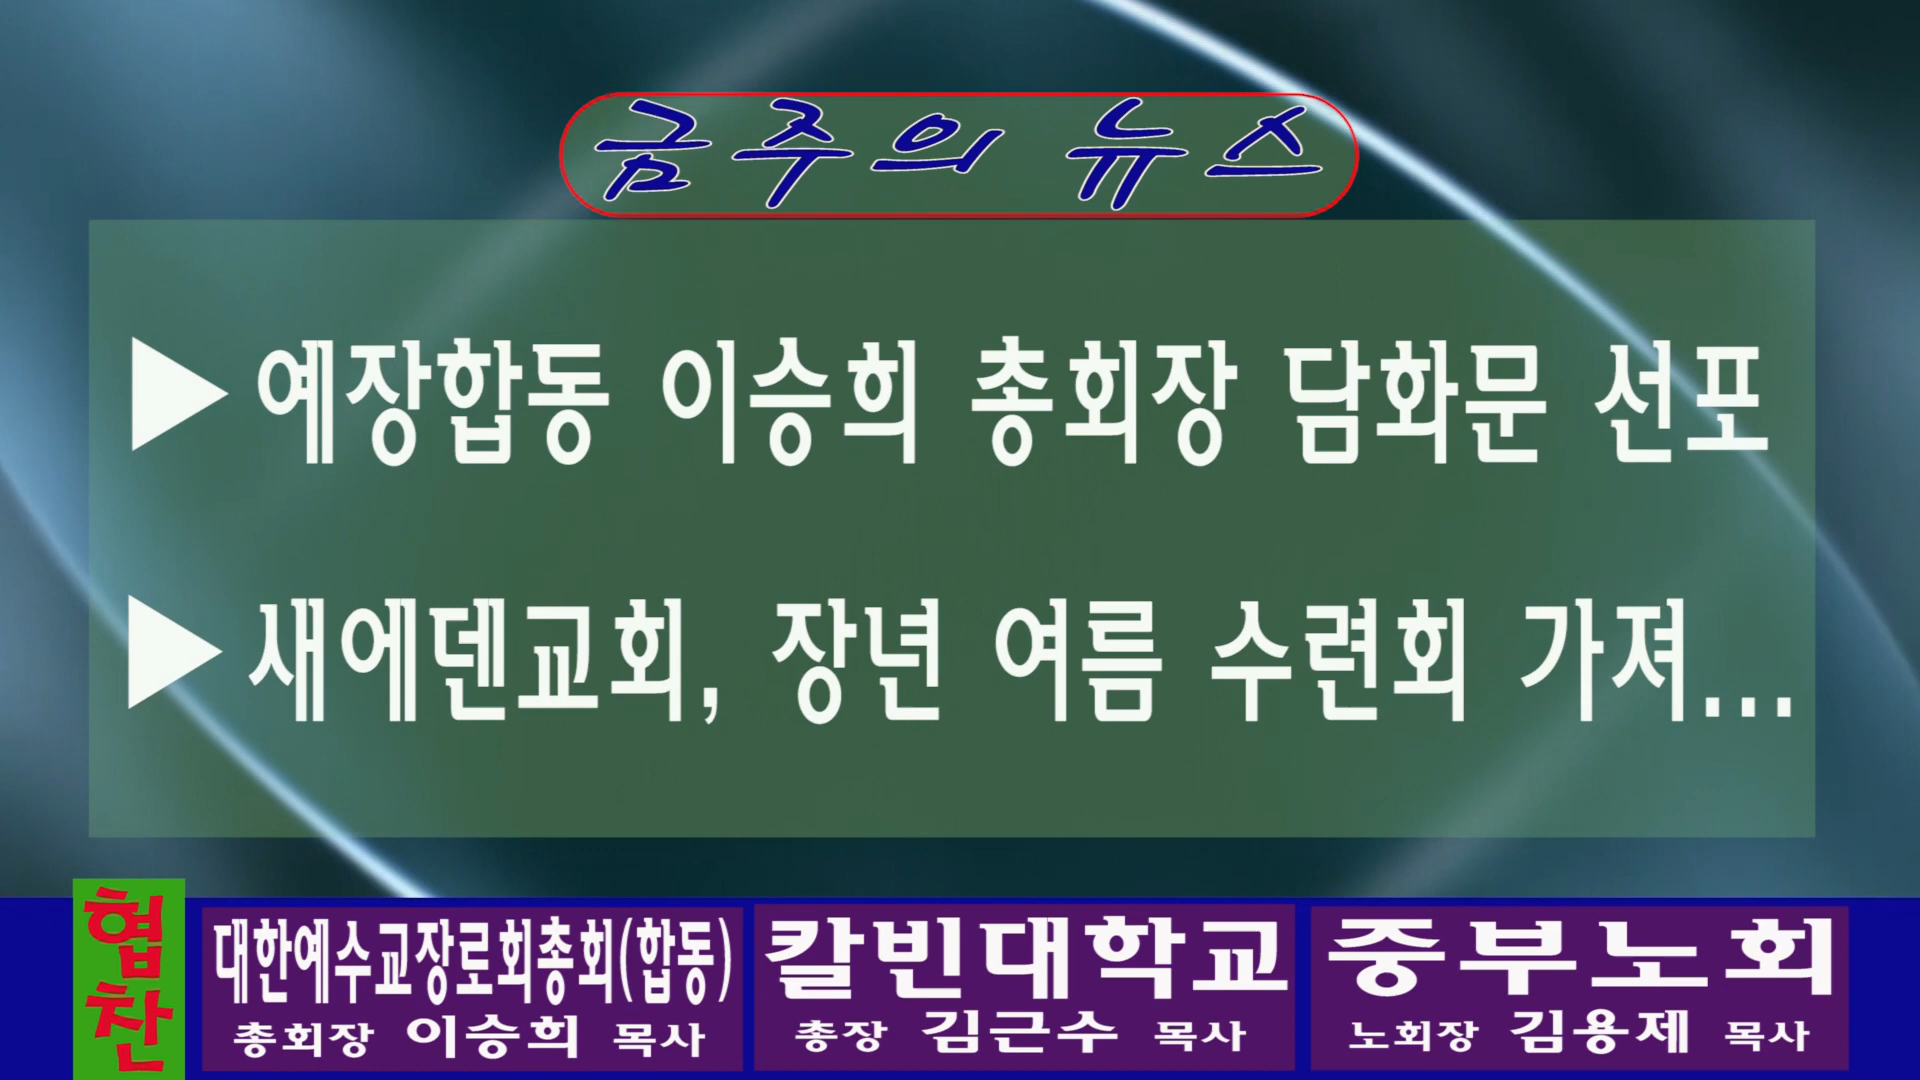 금주의 뉴스
▶ 예장합동 이승희 총회장 담화문 선포
▶ 새에덴교회, 장년 여름 수련회 가져...
협찬
대한예수교장로회총회(합동)
총회장 이승희 목사
칼빈대학교
총장 김근수 목사
중부노회
노회장 김용제 목사